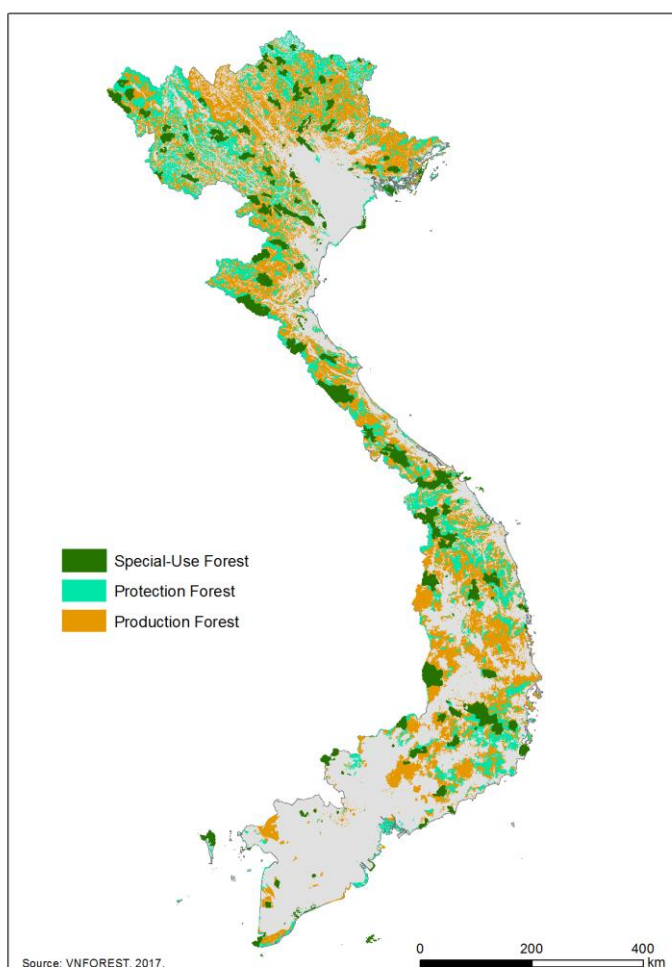 Special-Use Forest
Protection Forest
Production Forest
Source: VNFOREST, 2017.
0 200 400
km